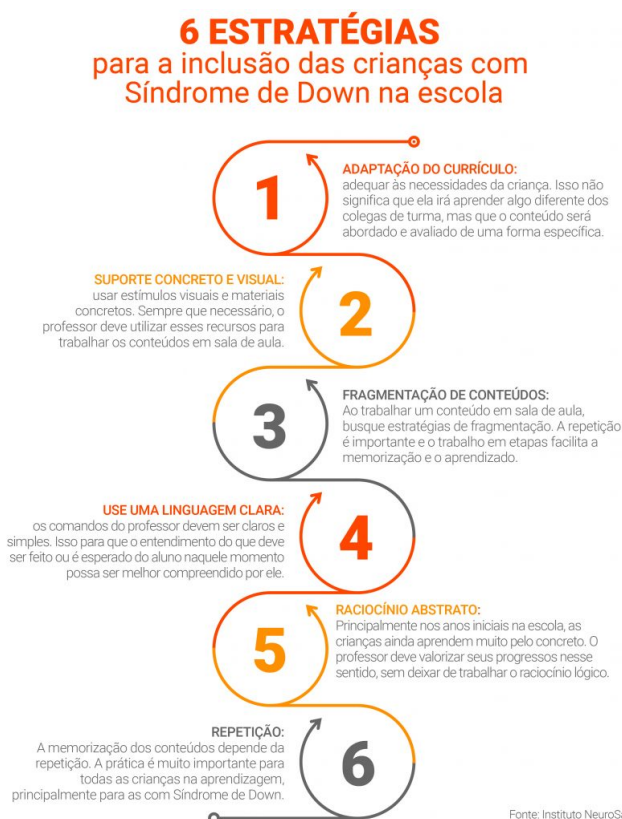 6 ESTRATÉGIAS
para a inclusão das crianças com
Síndrome de Down na escola
1
ADAPTAÇÃO DO CURRÍCULO:
adequar às necessidades da criança. Isso não
significa que ela irá aprender algo diferente dos
colegas de turma, mas que o conteúdo será
abordado e avaliado de uma forma específica.
SUPORTE CONCRETO E VISUAL:
usar estímulos visuais e materiais
concretos. Sempre que necessário, o
professor deve utilizar esses recursos para
trabalhar os conteúdos em sala de aula.
2
3
FRAGMENTAÇÃO DE CONTEÚDOS:
Ao trabalhar um conteúdo em sala de aula,
busque estratégias de fragmentação. A repetição
é importante e o trabalho em etapas facilita a
memorização e o aprendizado.
USE UMA LINGUAGEM CLARA:
os comandos do professor devem ser claros e
simples. Isso para que o entendimento do que deve
ser feito ou é esperado do aluno naquele momento
possa ser melhor compreendido por ele.
4
5
RACIOCÍNIO ABSTRATO:
Principalmente nos anos iniciais na escola, as
crianças ainda aprendem muito pelo concreto. O
professor deve valorizar seus progressos nesse
sentido, sem deixar de trabalhar o raciocínio lógico.
REPETIÇÃO:
A memorização dos conteúdos depende da
repetição. A prática é muito importante para
todas as crianças na aprendizagem,
principalmente para as com Síndrome de Down.
6
Fonte: Instituto